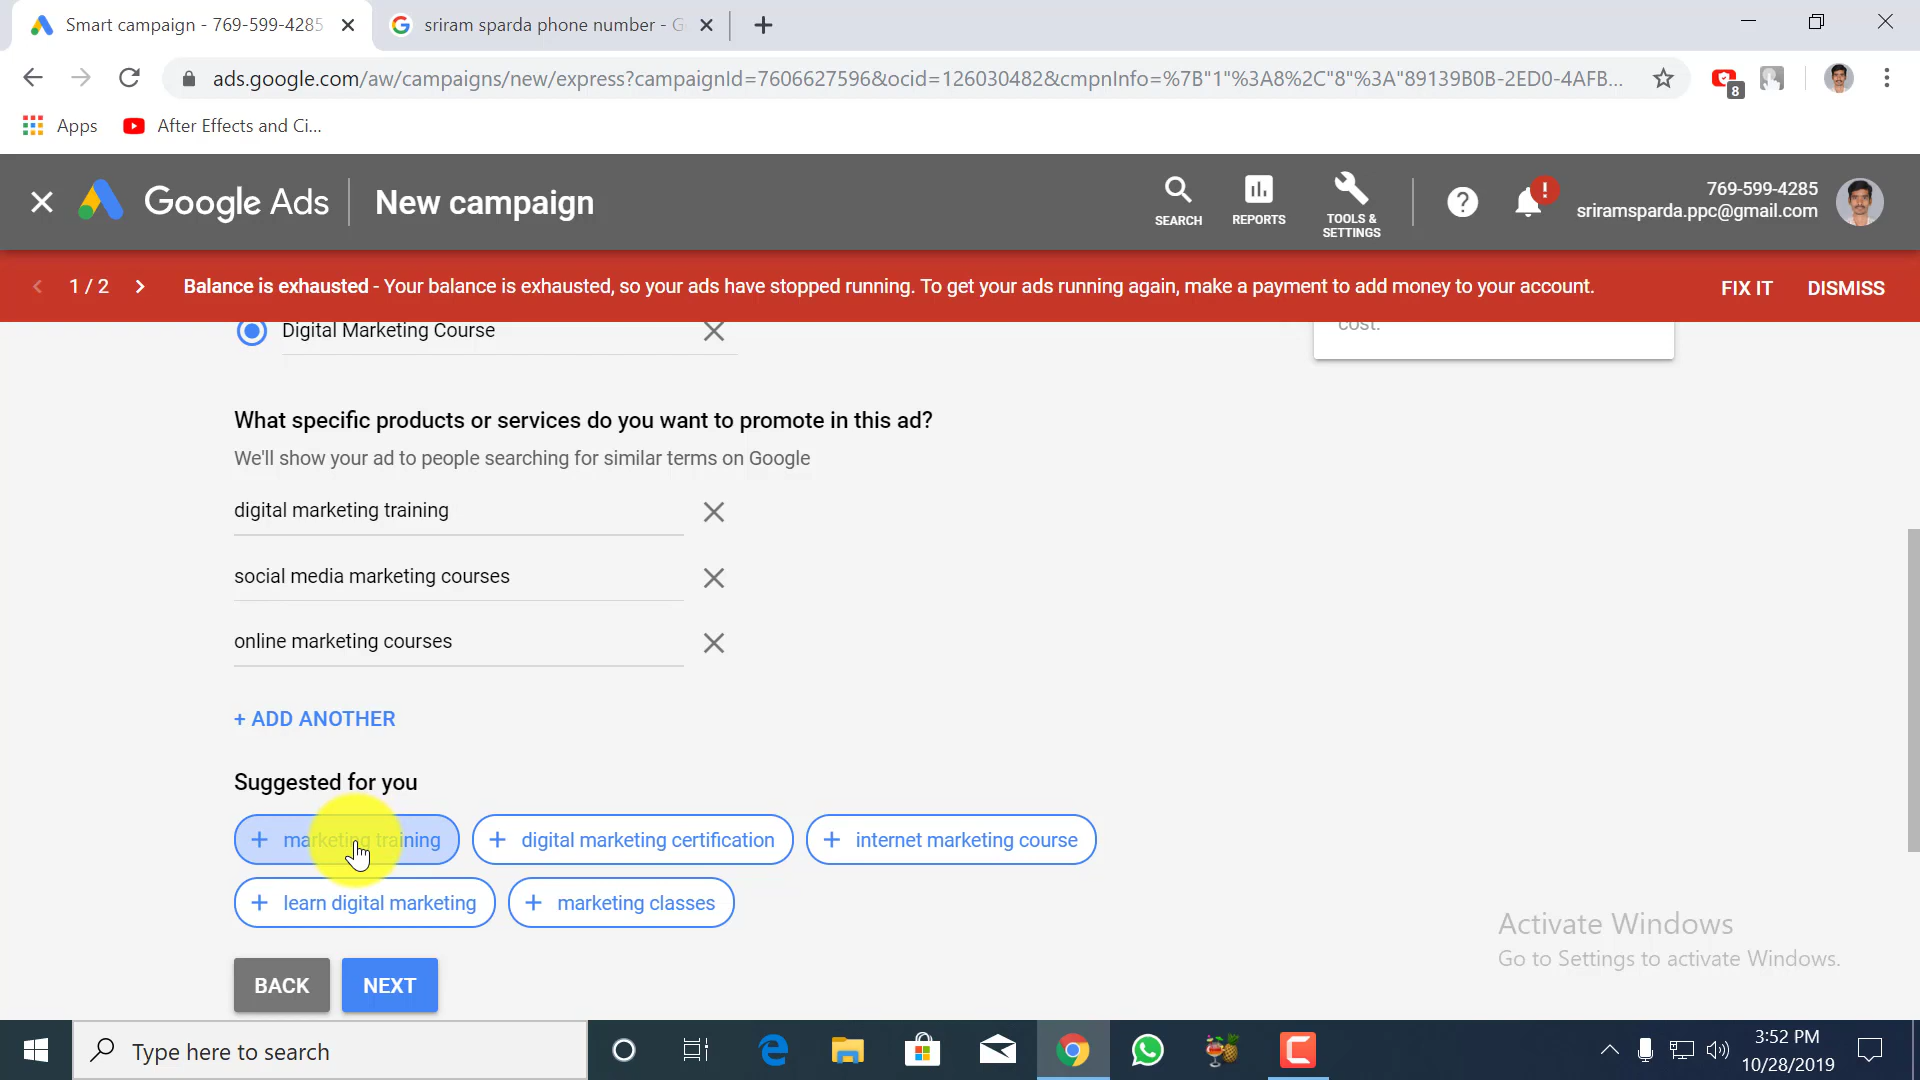 Smart campaign - 769-599-4285
sriram sparda phone number - G
ads.google.com/aw/campaigns/new/express?campaignId=7606627596&ocid=126030482&cmpnInfo=%7B"1"%3A8%2C"8"%3A"89139B0B-2ED0-4AFB...
8
Apps
After Effects and Ci...
Google Ads
New campaign
SEARCH
REPORTS
TOOLS &
SETTINGS
?
!
769-599-4285
sriramsparda.ppc@gmail.com
1 / 2
Balance is exhausted - Your balance is exhausted, so your ads have stopped running. To get your ads running again, make a payment to add money to your account.
FIX IT
DISMISS
Digital Marketing Course
cost.
What specific products or services do you want to promote in this ad?
We'll show your ad to people searching for similar terms on Google
digital marketing training
social media marketing courses
online marketing courses
+ ADD ANOTHER
Suggested for you
+ marketing training
+ digital marketing certification
+ internet marketing course
+ learn digital marketing
+ marketing classes
Activate Windows
Go to Settings to activate Windows.
BACK
NEXT
Type here to search
3:52 PM
10/28/2019